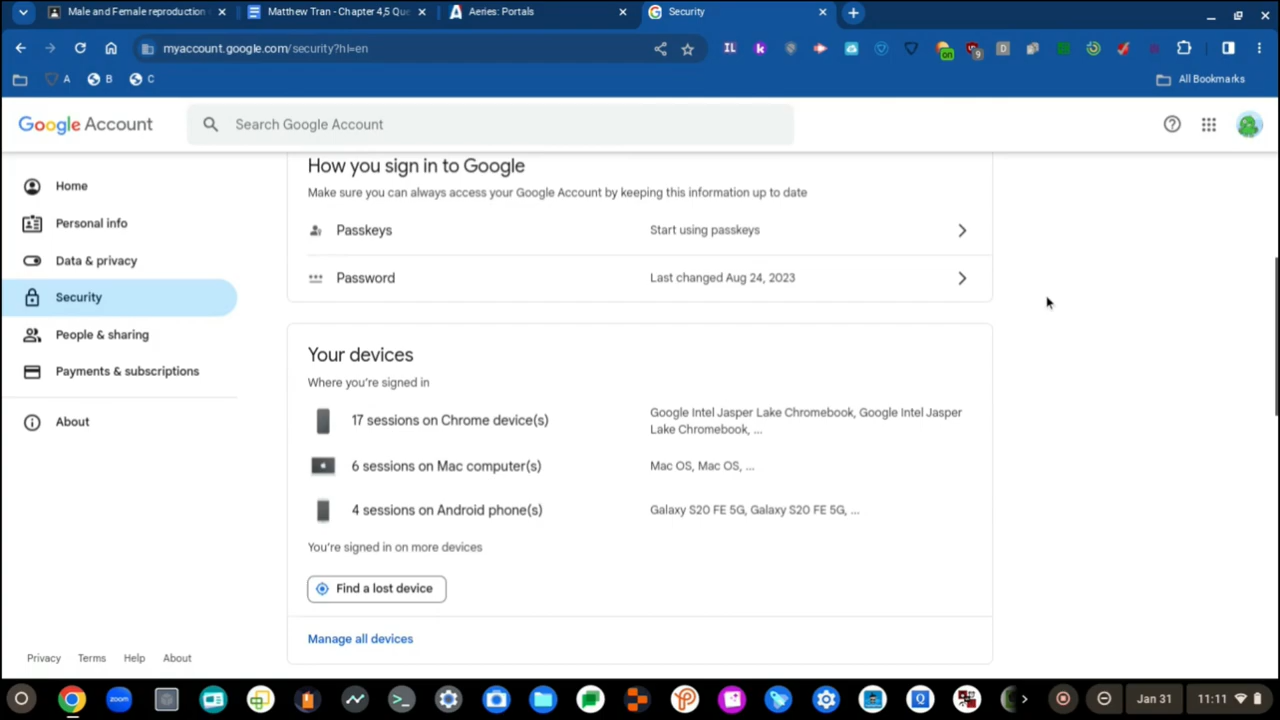 Male and Female reproduction
Matthew Tran - Chapter 4,5 Que
Aeries: Portals
Security
myaccount.google.com/security?hl=en
IL
k
on
9
D
A
B
C
All Bookmarks
Google Account
Search Google Account
Home
Personal info
Data & privacy
Security
People & sharing
Payments & subscriptions
About
How you sign in to Google
Make sure you can always access your Google Account by keeping this information up to date
Passkeys
Start using passkeys
Password
Last changed Aug 24, 2023
Your devices
Where you're signed in
17 sessions on Chrome device(s)
Google Intel Jasper Lake Chromebook, Google Intel Jasper
Lake Chromebook, ...
6 sessions on Mac computer(s)
Mac OS, Mac OS, ...
4 sessions on Android phone(s)
Galaxy S20 FE 5G, Galaxy S20 FE 5G, ...
You're signed in on more devices
Find a lost device
Manage all devices
Privacy
Terms
Help
About
zoom
Q
Jan 31
11:11